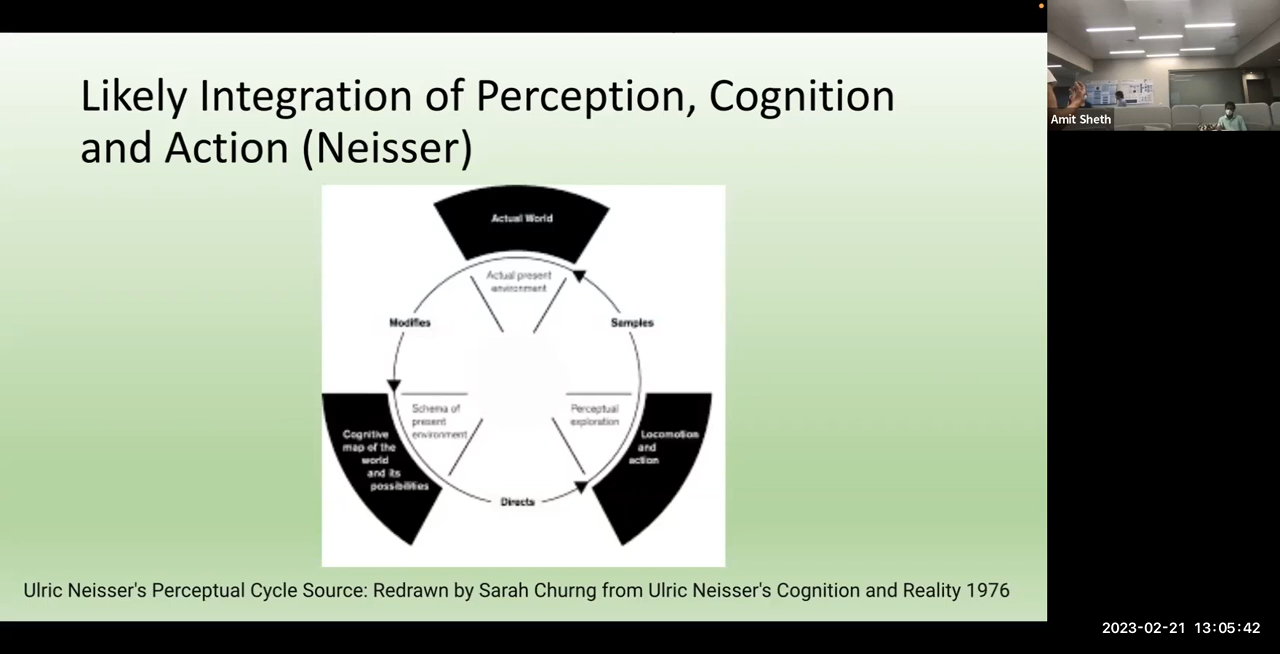 Likely Integration of Perception, Cognition
and Action (Neisser)
Actual World
Actual present
environment
Modifies
Samples
Schema of
present
environment
Perceptual
exploration
Cognitive
map of the
world
and its
possibilities
Locomotion
and
action
Directs
Ulric Neisser's Perceptual Cycle Source: Redrawn by Sarah Churng from Ulric Neisser's Cognition and Reality 1976
Amit Sheth
2023-02-21 13:05:42